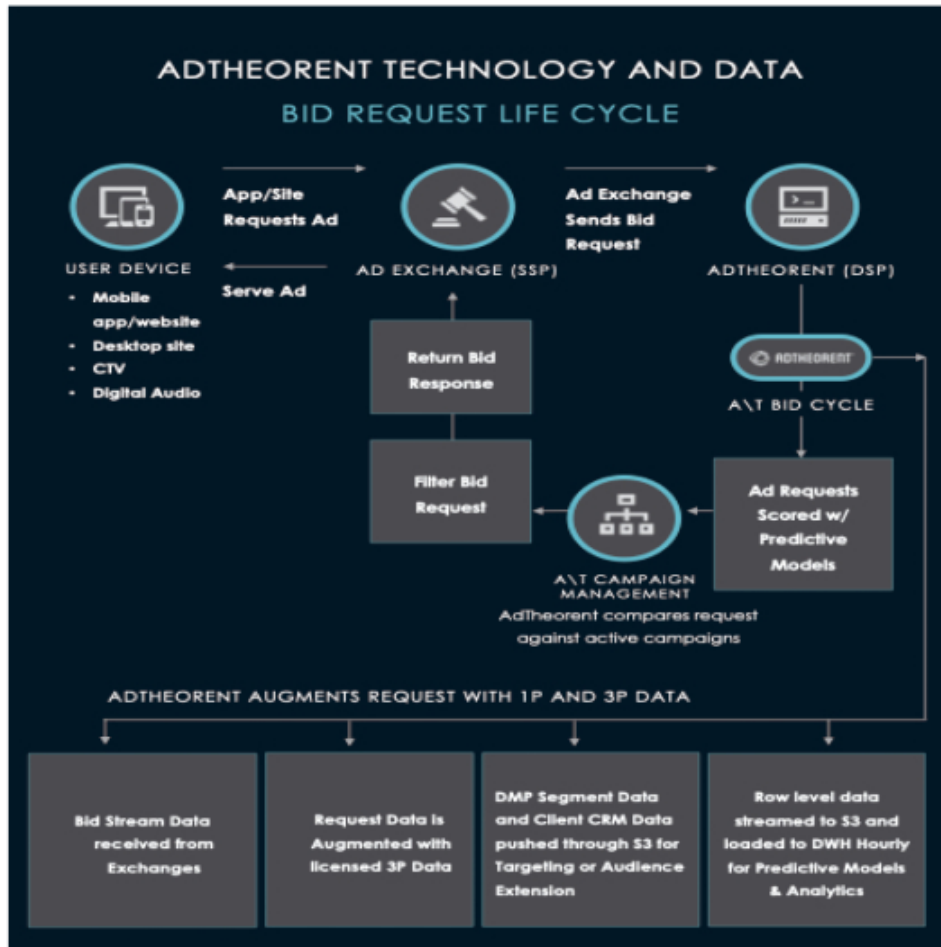 ADTHEORENT TECHNOLOGY AND DATA
BID REQUEST LIFE CYCLE
App/Site
Requests Ad
Ad Exchange
Sends Bid
Request
USER DEVICE
AD EXCHANGE (SSP)
ADTHEORENT (DSP)
Serve Ad
• Mobile
app/website
• Desktop site
• CTV
• Digital Audio
Return Bid
Response
ADTHEORENT
A\T BID CYCLE
Filter Bid
Request
Ad Requests
Scored w/
Predictive
Models
A\T CAMPAIGN
MANAGEMENT
AdTheorent compares request
against active campaigns
ADTHEORENT AUGMENTS REQUEST WITH 1P AND 3P DATA
Bid Stream Data
received from
Exchanges
Request Data is
Augmented with
licensed 3P Data
DMP Segment Data
and Client CRM Data
pushed through S3 for
Targeting or Audience
Extension
Row level data
streamed to S3 and
loaded to DWH Hourly
for Predictive Models
& Analytics